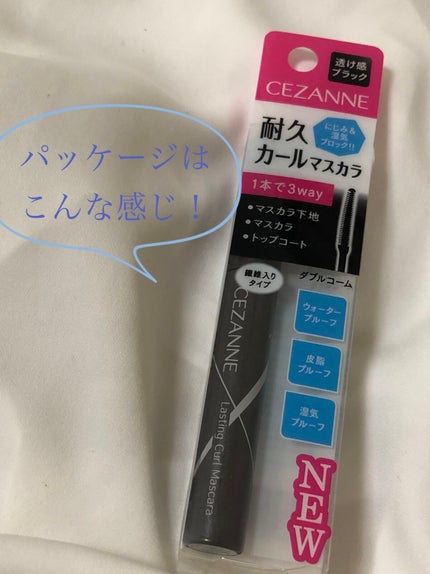 透け感
ブラック
CEZANNE
耐久
カールマスカラ
にじみ&
湿気
ブロック!!
1本で3way
•マスカラ下地
•マスカラ
•トップコート
ダブルコーム
繊維入り
タイプ
ウォーター
プルーフ
皮脂
プルーフ
湿気
プルーフ
CEZANNE
Lasting Curl Mascara
NEW
パッケージは
こんな感じ！